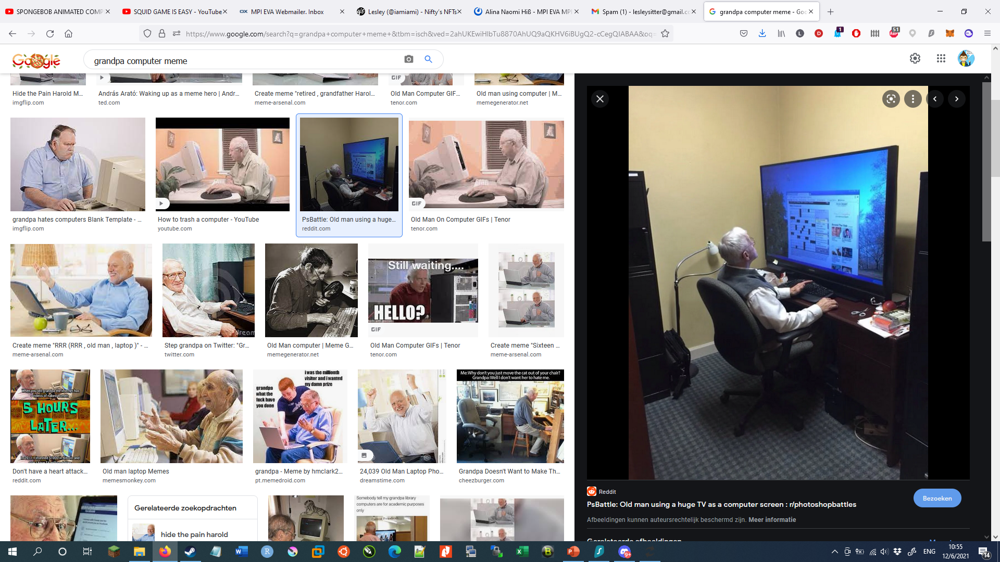 SPONGEBOB ANIMATED COMP
SQUID GAME IS EASY - YouTube
MPI EVA Webmailer. Inbox
Lesley (@iamiami) - Nifty's NFTs
Alina Naomi Hiß - MPI EVA MPI
Spam (1) - lesleysitter@gmail.co
grandpa computer meme - Goo
https://www.google.com/search?q=grandpa+computer+meme+&tbm=isch&ved=2ahUKEwiHlbTu8870AhUQ9aQKHV6iBUgQ2-cCegQIABAA&oq=
1
51
ABP
Google
grandpa computer meme
GIF
Hide the Pain Harold M...
imgflip.com
András Arató: Waking up as a meme hero | Andr...
ted.com
Create meme "retired , grandfather Harol...
meme-arsenal.com
Old Man Computer GIF...
tenor.com
Old man using computer | M...
memegenerator.net
GIF
grandpa hates computers Blank Template - ...
imgflip.com
How to trash a computer - YouTube
youtube.com
PsBattle: Old man using a huge...
reddit.com
Old Man On Computer GIFs | Tenor
tenor.com
dream
Still waiting....
HELLO?
GIF
Create meme "RRR (RRR , old man , laptop )" - ...
meme-arsenal.com
Step grandpa on Twitter: "Gr...
twitter.com
Old Man computer | Meme G...
memegenerator.net
Old Man Computer GIFs | Tenor
tenor.com
Create meme "Sixteen ...
meme-arsenal.com
When you tell grandpa the internet has
videos of naked women
5 HOURS
LATER...
In 2011, I invested $1000 in bitcoin and
grandpa
what the
fuck have
you done
i was the millionth
visitor and i wanted
my damn prize
Me:Why don't you just move the cat out of your chair?
Grandpa:Well I don't want her to hate me.
Don't have a heart attack...
reddit.com
Old man laptop Memes
memesmonkey.com
grandpa - Meme by hmclark2...
pt.memedroid.com
24,039 Old Man Laptop Pho...
dreamstime.com
Grandpa Doesn't Want to Make Th...
cheezburger.com
Gerelateerde zoekopdrachten
hide the pain harold
Somebody tell my grandpa library
computers are for academic purposes
only
Current Periodicals
Reddit
PsBattle: Old man using a huge TV as a computer screen : r/photoshopbattles
Bezoeken
Afbeeldingen kunnen auteursrechtelijk beschermd zijn. Meer informatie
Gerelateerde afbeeldingen
9+
ENG
10:55
12/6/2021
14